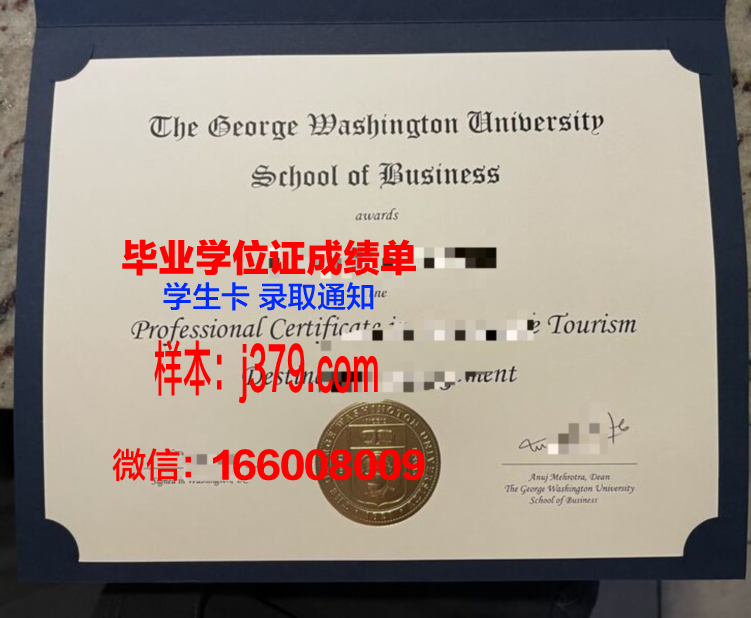 The George Washington University
School of Business
awards
毕业学位证成绩单
学生卡 录取通知
Professional Certificate in Tourism
样本：j379.com
微信：166008009
Anuj Mehrotra, Dean
The George Washington University
School of Business